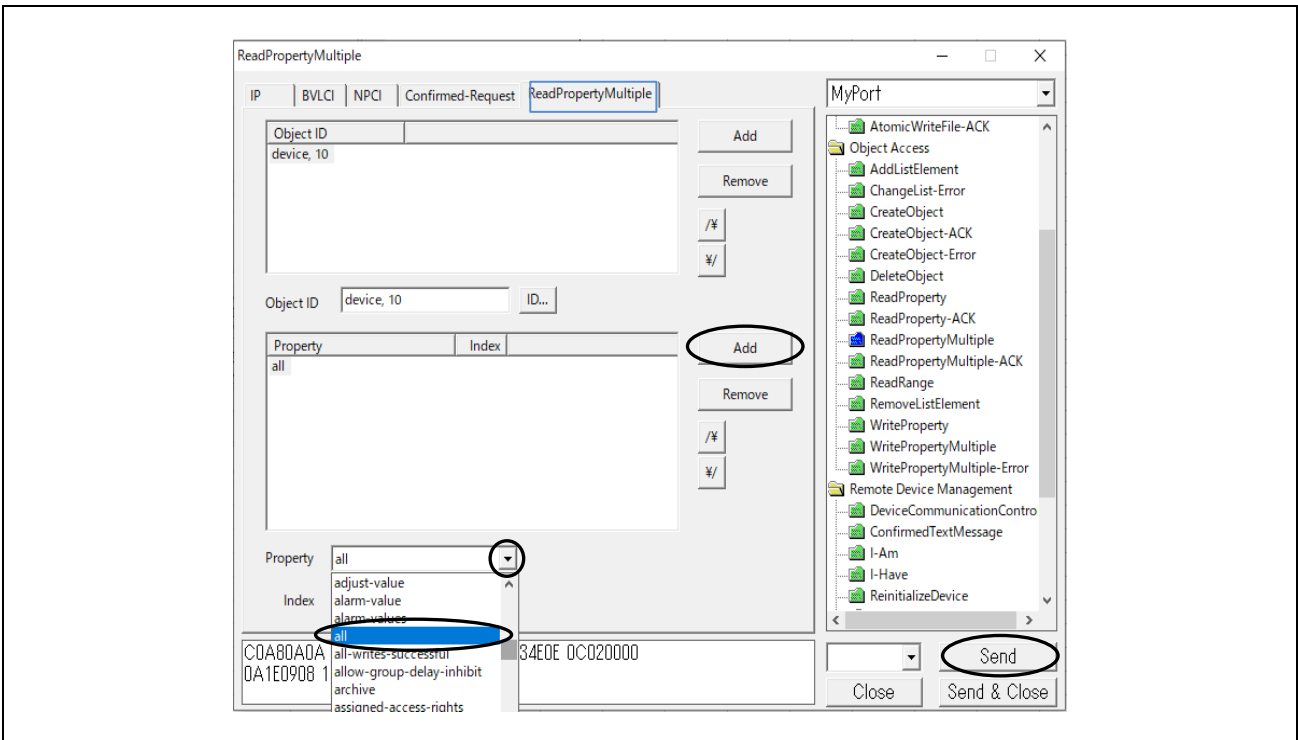 ReadPropertyMultiple
IP BVLCI NPCI Confirmed-Request ReadPropertyMultiple
Object ID
device, 10
Add
Remove
/¥
¥/
Object ID device, 10 ID...
Property Index
all
Add
Remove
/¥
¥/
Property all
adjust-value
Index
alarm-value
alarm-values
all
all-writes-successful
allow-group-delay-inhibit
archive
assigned-access-rights
C0A80A0A 34E0E 0C020000
0A1E0908 1
MyPort
AtomicWriteFile-ACK
Object Access
AddListElement
ChangeList-Error
CreateObject
CreateObject-ACK
CreateObject-Error
DeleteObject
ReadProperty
ReadProperty-ACK
ReadPropertyMultiple
ReadPropertyMultiple-ACK
ReadRange
RemoveListElement
WriteProperty
WritePropertyMultiple
WritePropertyMultiple-Error
Remote Device Management
DeviceCommunicationContro
ConfirmedTextMessage
I-Am
I-Have
ReinitializeDevice
Send
Close Send & Close